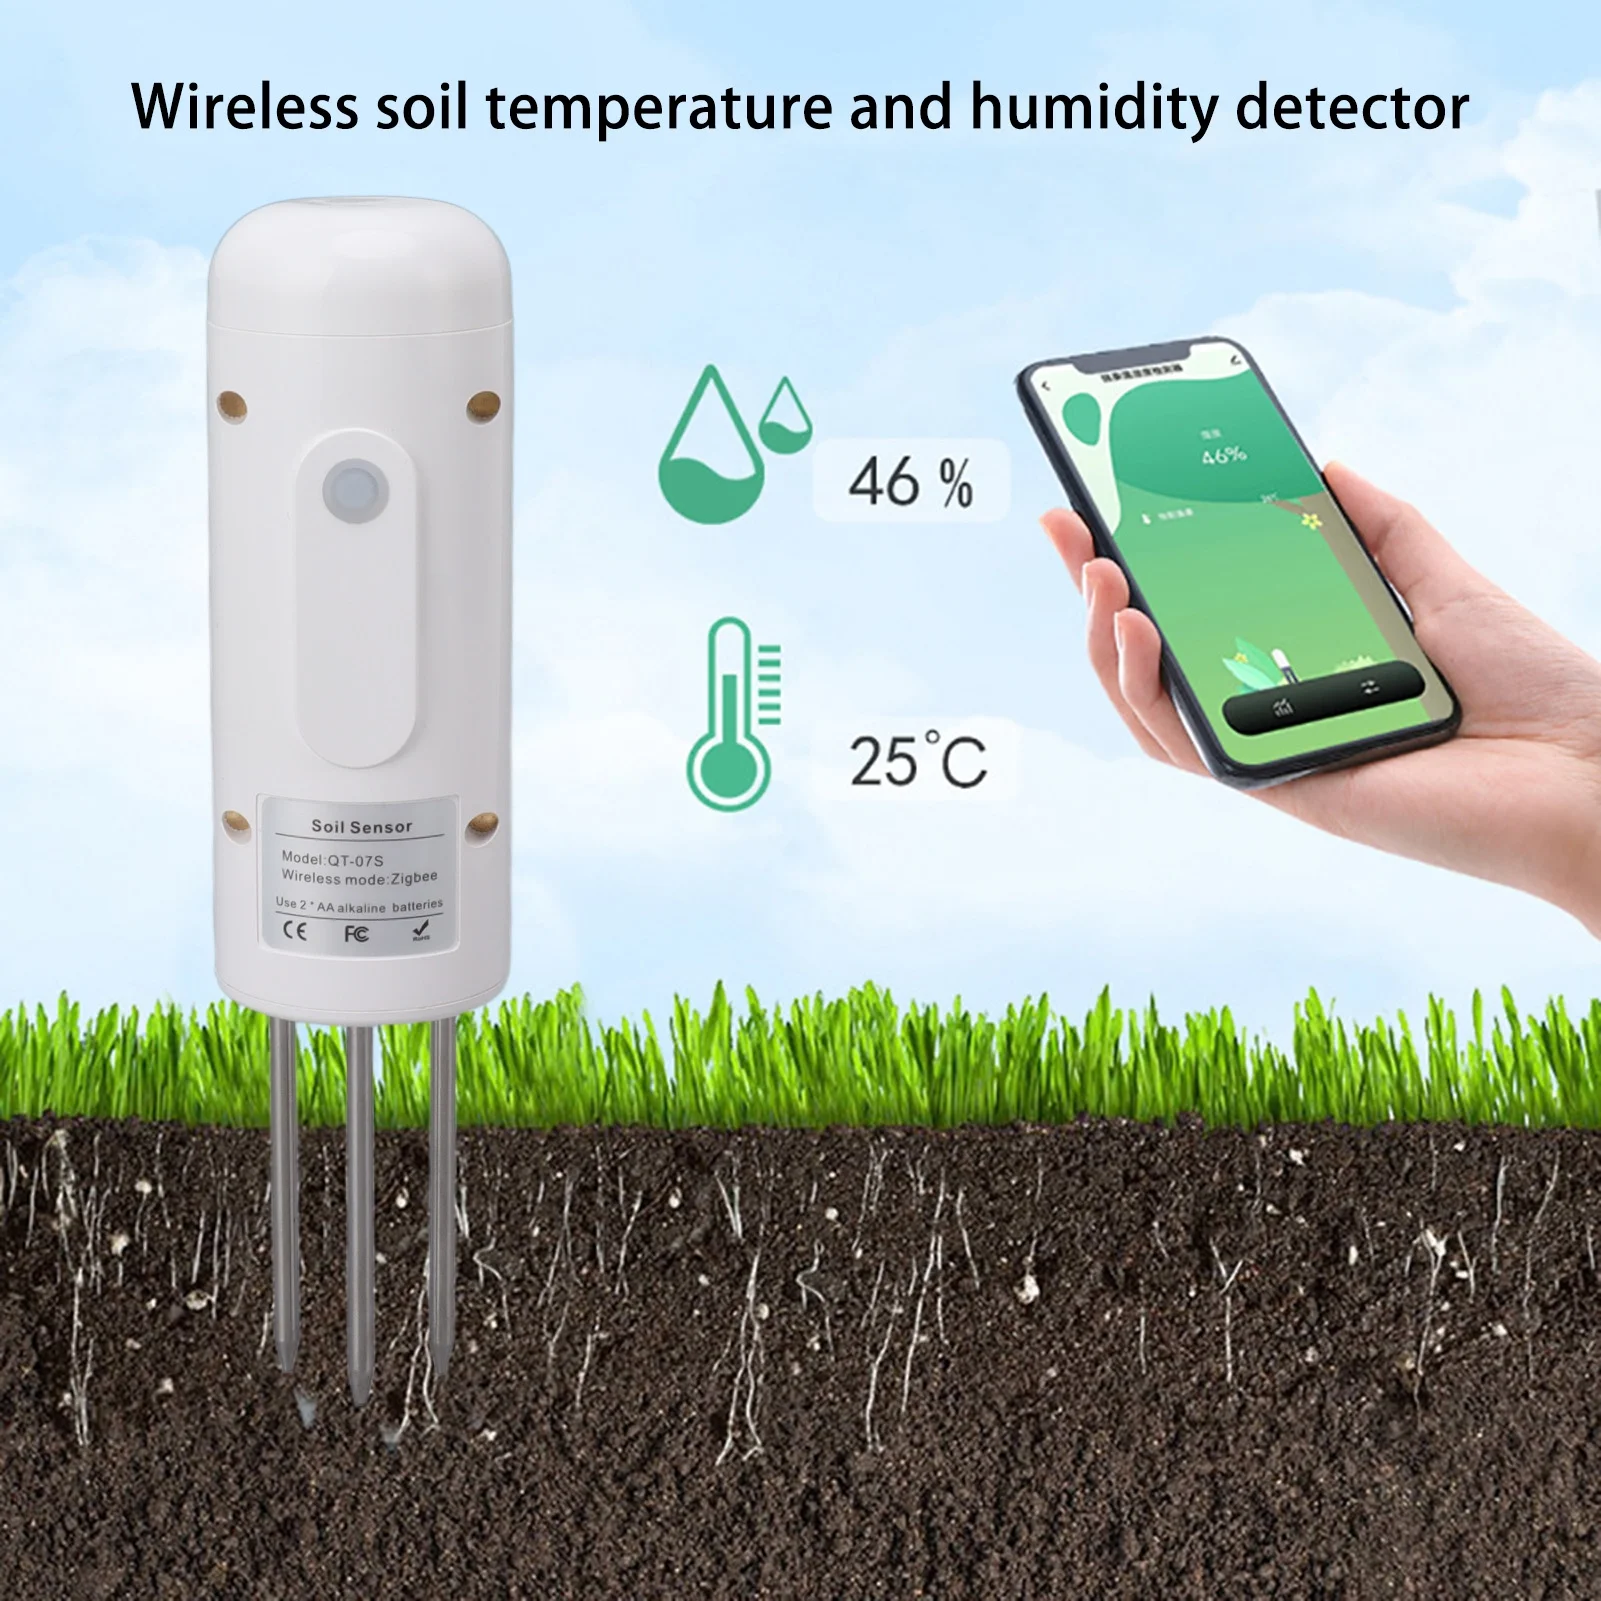 Wireless soil temperature and humidity detector
46 %
25°C
46%
Soil Sensor
Model:QT-07S
Wireless mode:Zigbee
Use 2 * AA alkaline batteries
CE FC RoHS